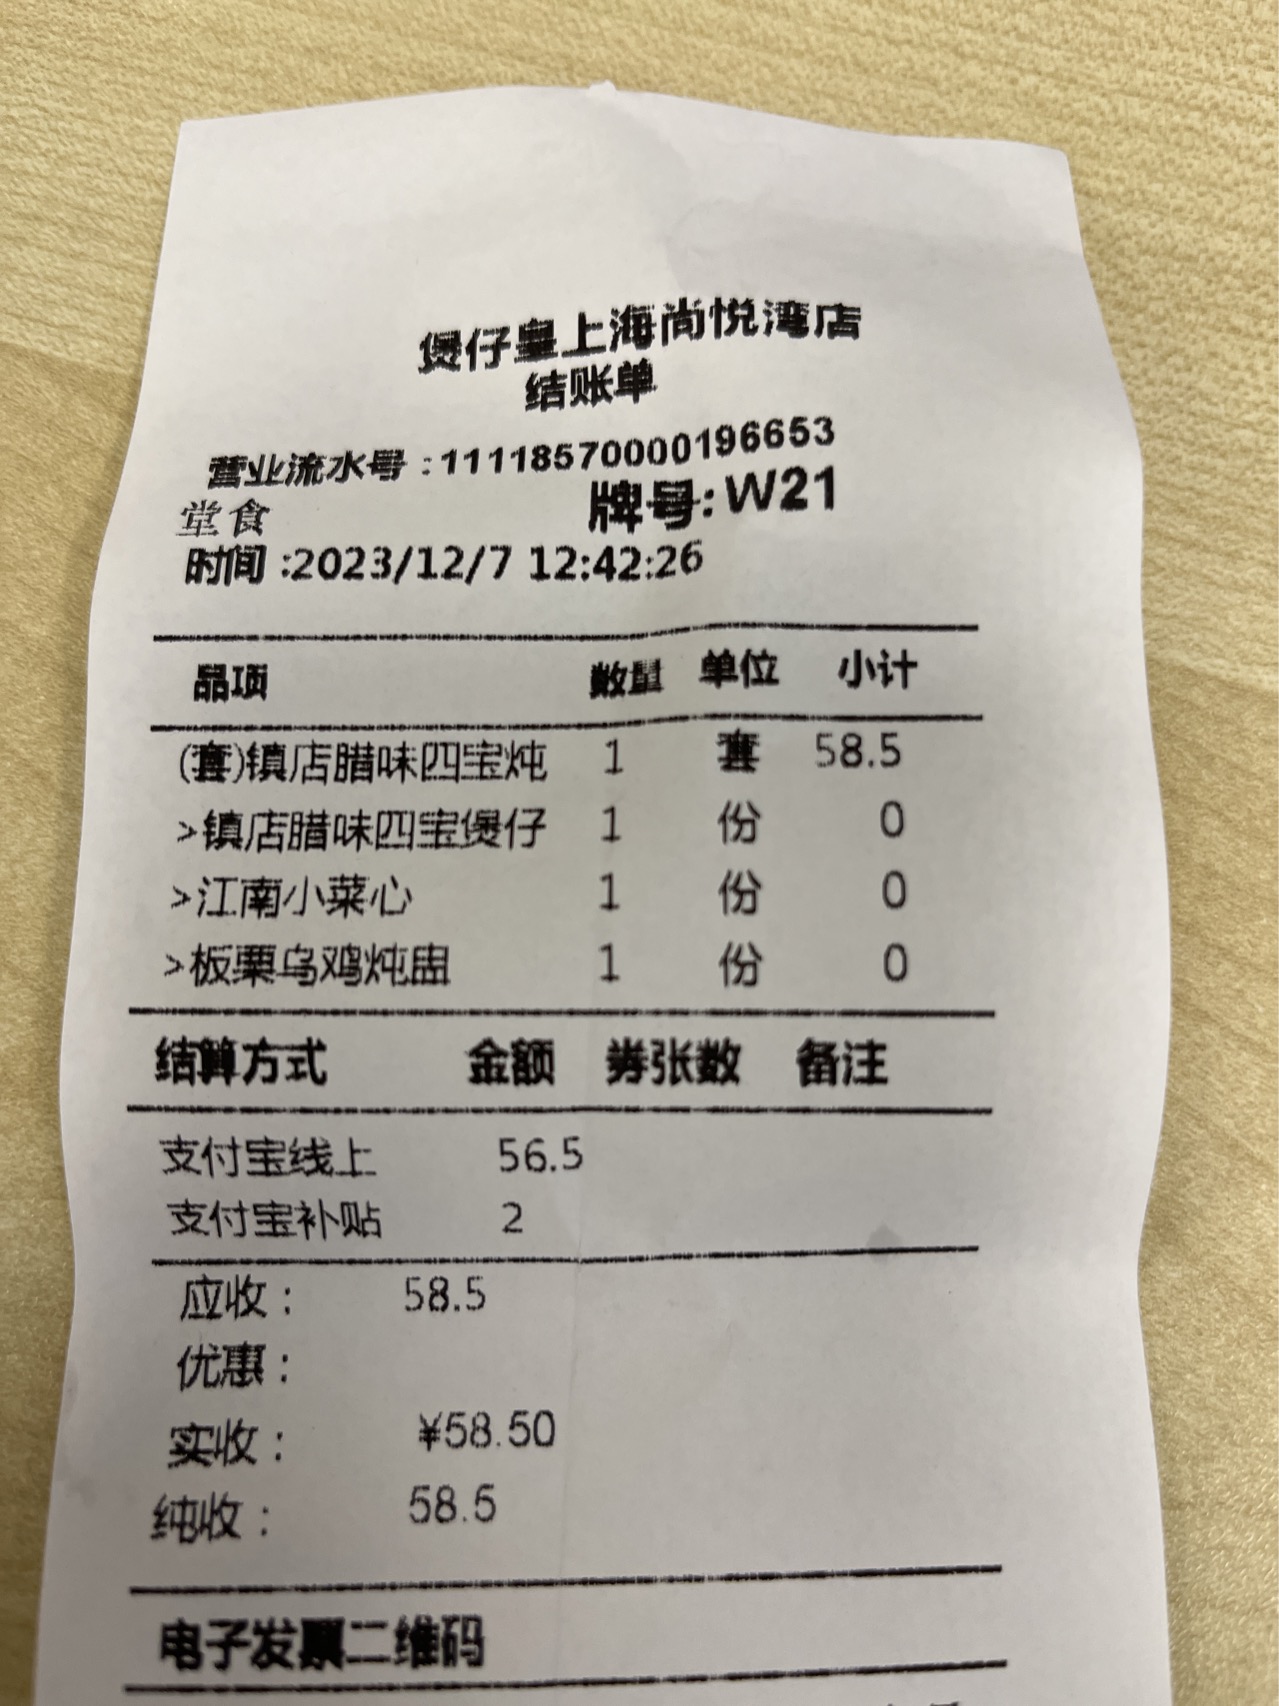 煲仔皇上海尚悦湾店
结账单
营业流水号:11118570000196653
堂食 牌号:W21
时间:2023/12/7 12:42:26
品项 数量 单位 小计
(套)镇店腊味四宝炖 1 套 58.5
>镇店腊味四宝煲仔 1 份 0
>江南小菜心 1 份 0
>板栗乌鸡炖盅 1 份 0
结算方式 金额 券张数 备注
支付宝线上 56.5
支付宝补贴 2
应收: 58.5
优惠:
实收: ¥58.50
纯收: 58.5
电子发票二维码